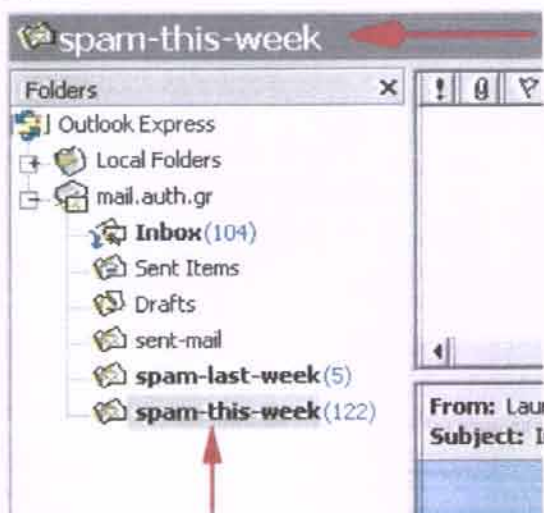 spam-this-week
Folders
Outlook Express
Local Folders
mail.auth.gr
Inbox (104)
Sent Items
Drafts
sent-mail
spam-last-week (5)
spam-this-week (122)
From:
Subject: